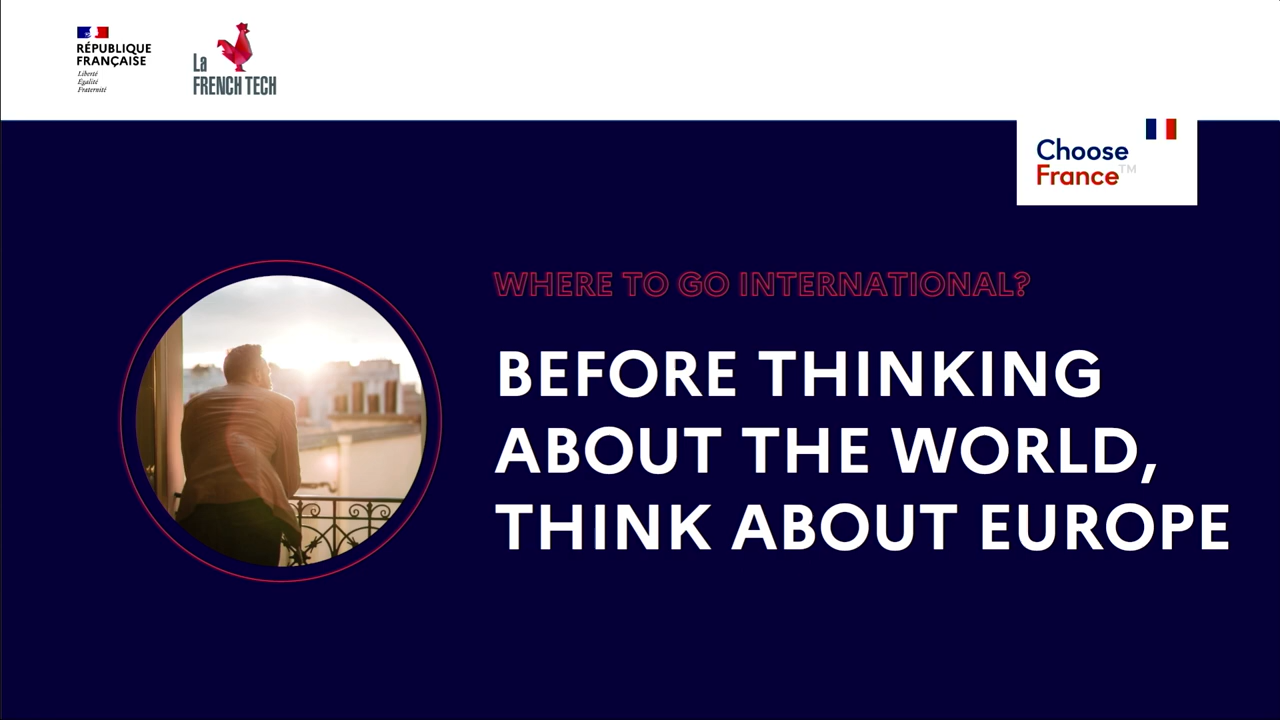 RÉPUBLIQUE
FRANÇAISE
Liberté
Égalité
Fraternité
La
FRENCH TECH
Choose
France™
WHERE TO GO INTERNATIONAL?
BEFORE THINKING
ABOUT THE WORLD,
THINK ABOUT EUROPE